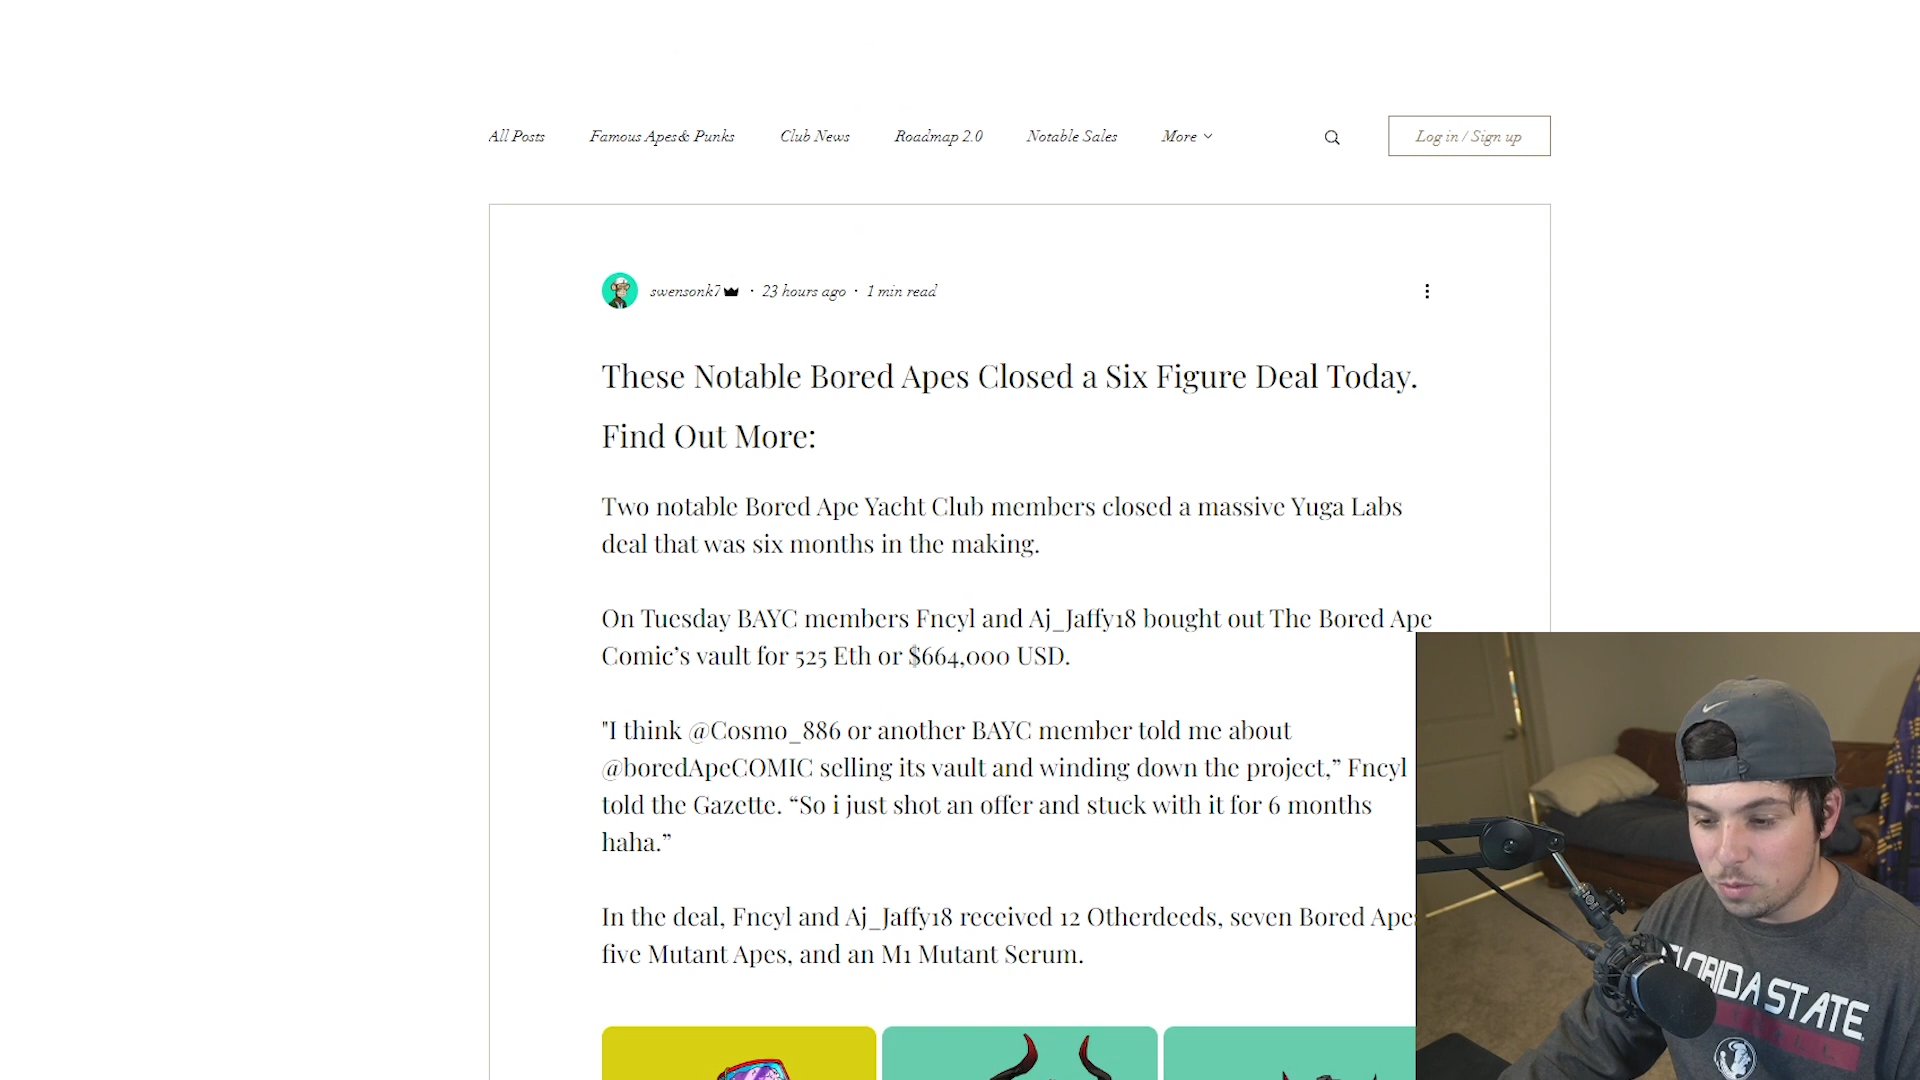 All Posts Famous Apes& Punks Club News Roadmap 2.0 Notable Sales More Log in / Sign up
swensonk7 · 23 hours ago · 1 min read
These Notable Bored Apes Closed a Six Figure Deal Today.
Find Out More:
Two notable Bored Ape Yacht Club members closed a massive Yuga Labs
deal that was six months in the making.
On Tuesday BAYC members Fncyl and Aj_Jaffy18 bought out The Bored Ape
Comic’s vault for 525 Eth or $664,000 USD.
"I think @Cosmo_886 or another BAYC member told me about
@boredApeCOMIC selling its vault and winding down the project,” Fncyl
told the Gazette. “So i just shot an offer and stuck with it for 6 months
haha.”
In the deal, Fncyl and Aj_Jaffy18 received 12 Otherdeeds, seven Bored Apes
five Mutant Apes, and an M1 Mutant Serum.
FLORIDA STATE